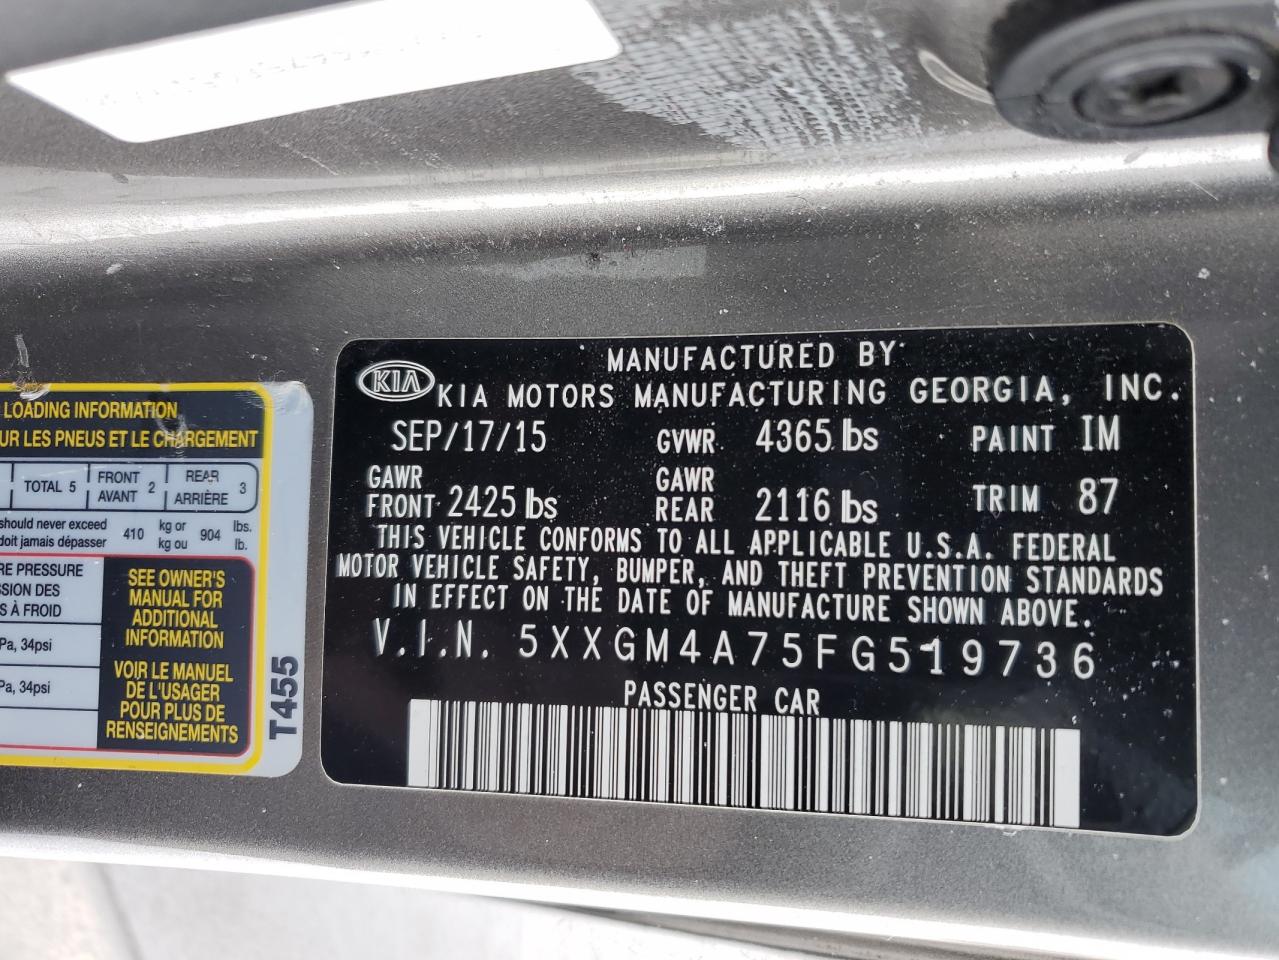 MANUFACTURED BY
KIA
KIA MOTORS MANUFACTURING GEORGIA, INC.
SEP/17/15 GVWR 4365 lbs PAINT IM
GAWR FRONT 2425 lbs GAWR REAR 2116 lbs TRIM 87
THIS VEHICLE CONFORMS TO ALL APPLICABLE U.S.A. FEDERAL
MOTOR VEHICLE SAFETY, BUMPER, AND THEFT PREVENTION STANDARDS
IN EFFECT ON THE DATE OF MANUFACTURE SHOWN ABOVE.
V.I.N. 5XXGM4A75FG519736
PASSENGER CAR
LOADING INFORMATION
UR LES PNEUS ET LE CHARGEMENT
TOTAL 5 FRONT AVANT 2 REAR ARRIÈRE 3
should never exceed 410 kg or 904 lbs.
doit jamais dépasser kg ou lb.
RE PRESSURE
SSION DES
S À FROID
Pa, 34psi
Pa, 34psi
SEE OWNER'S
MANUAL FOR
ADDITIONAL
INFORMATION
VOIR LE MANUEL
DE L'USAGER
POUR PLUS DE
RENSEIGNEMENTS
T455